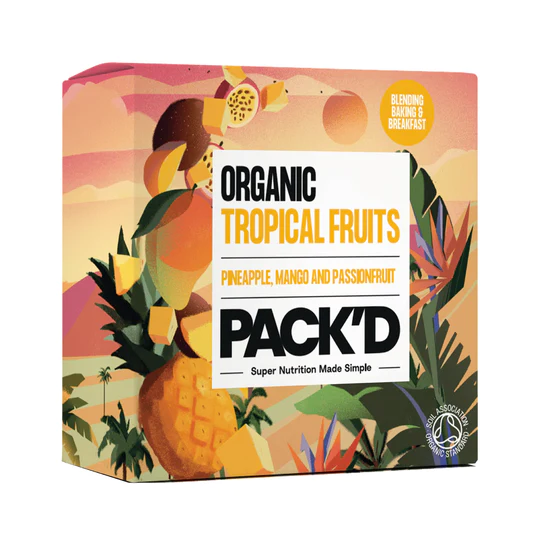 BLENDING
BAKING &
BREAKFAST
ORGANIC
TROPICAL FRUITS
PINEAPPLE, MANGO AND PASSIONFRUIT
PACK'D
Super Nutrition Made Simple
SOIL ASSOCIATION
ORGANIC STANDARD